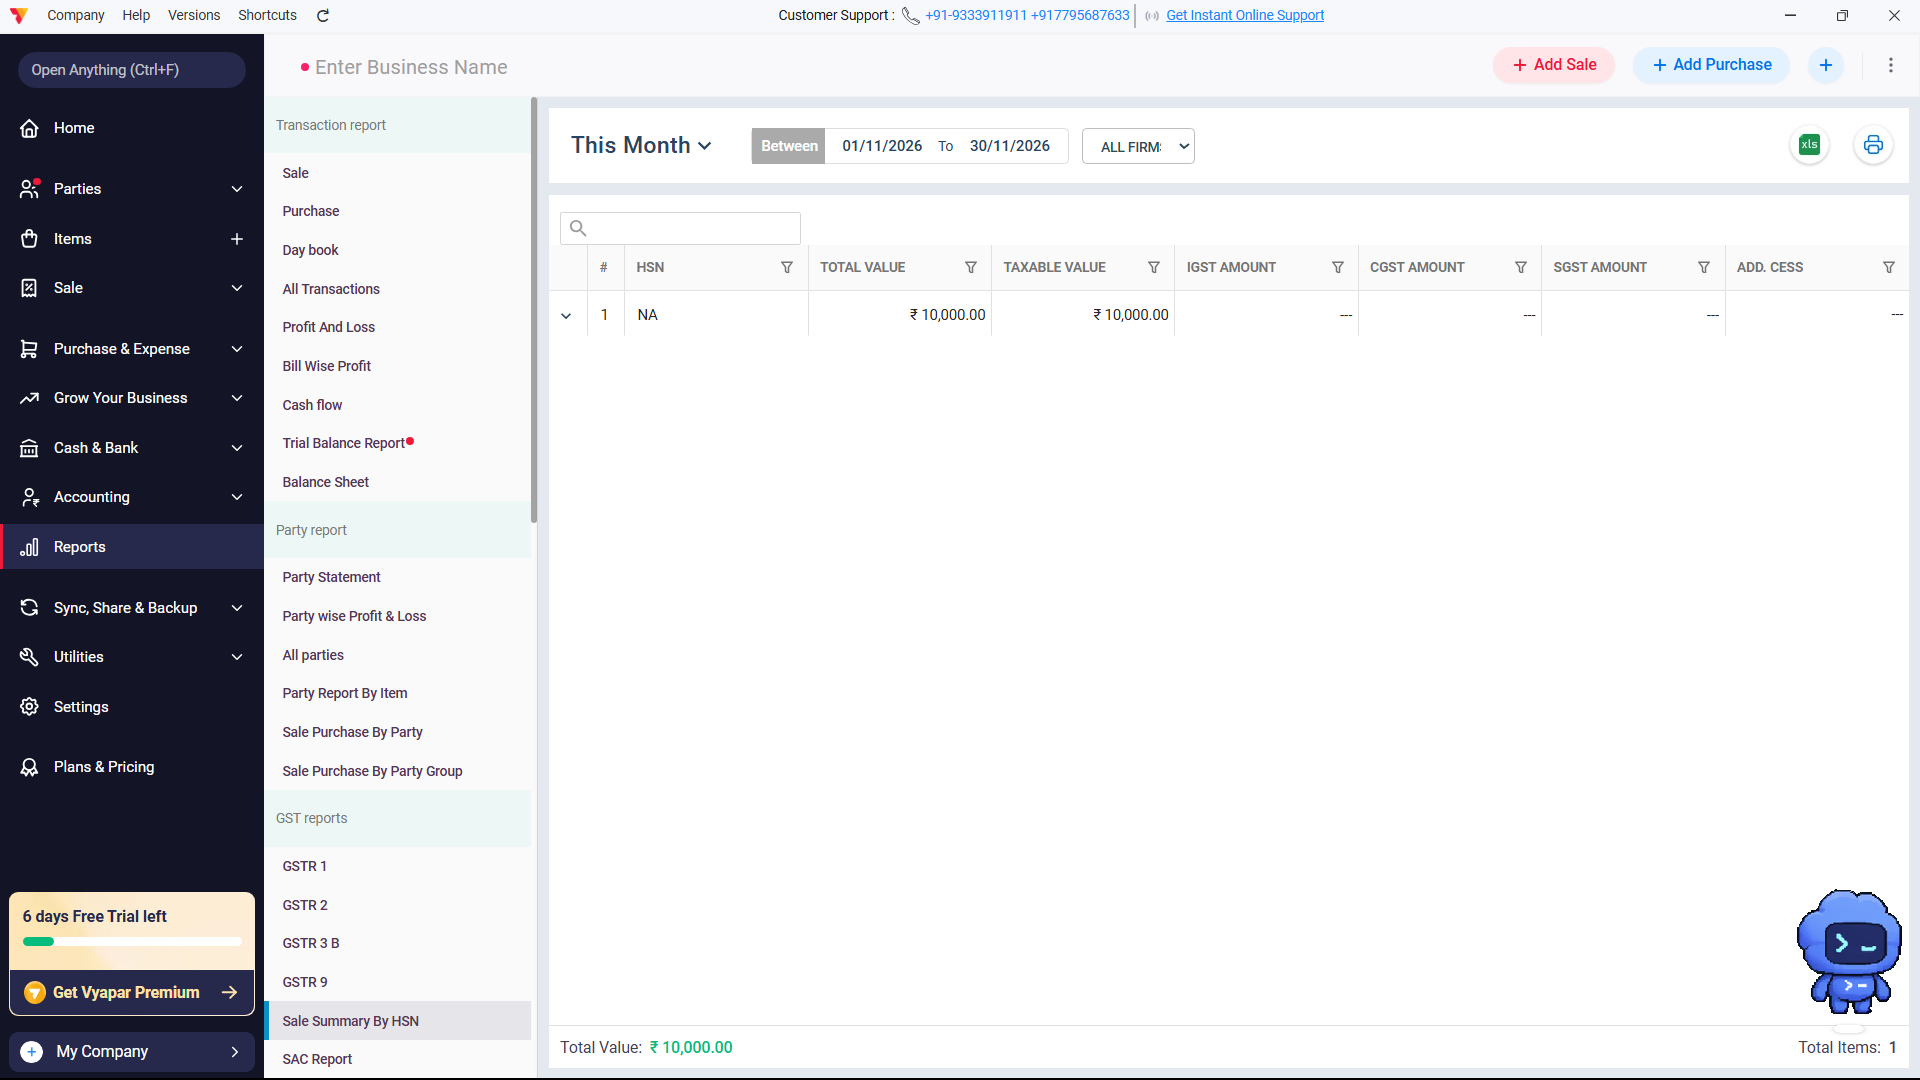 Company Help Versions Shortcuts
Customer Support : +91-9333911911 +917795687633 Get Instant Online Support
Open Anything (Ctrl+F)
Home
Parties
Items
Sale
Purchase & Expense
Grow Your Business
Cash & Bank
Accounting
Reports
Sync, Share & Backup
Utilities
Settings
Plans & Pricing
6 days Free Trial left
Get Vyapar Premium
My Company
Enter Business Name
Add Sale
Add Purchase
Transaction report
Sale
Purchase
Day book
All Transactions
Profit And Loss
Bill Wise Profit
Cash flow
Trial Balance Report
Balance Sheet
Party report
Party Statement
Party wise Profit & Loss
All parties
Party Report By Item
Sale Purchase By Party
Sale Purchase By Party Group
GST reports
GSTR 1
GSTR 2
GSTR 3 B
GSTR 9
Sale Summary By HSN
SAC Report
This Month
Between 01/11/2026 To 30/11/2026
ALL FIRM
xls
# HSN TOTAL VALUE TAXABLE VALUE IGST AMOUNT CGST AMOUNT SGST AMOUNT ADD. CESS
1 NA ₹ 10,000.00 ₹ 10,000.00 --- --- --- ---
Total Value: ₹ 10,000.00
Total Items: 1